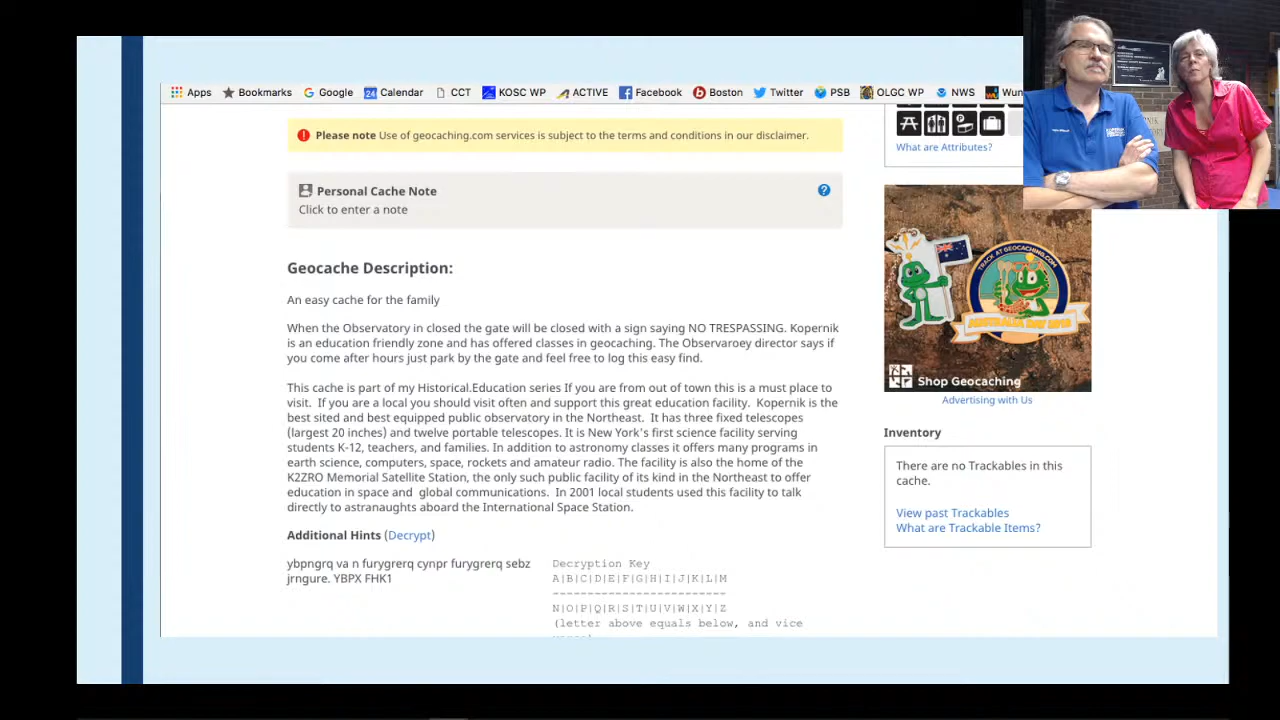 Apps Bookmarks Google 24 Calendar CCT KOSC WP ACTIVE Facebook Boston Twitter PSB OLGC WP NWS
Please note Use of geocaching.com services is subject to the terms and conditions in our disclaimer.
What are Attributes?
Personal Cache Note
Click to enter a note
Geocache Description:
An easy cache for the family
When the Observatory in closed the gate will be closed with a sign saying NO TRESPASSING. Kopernik
is an education friendly zone and has offered classes in geocaching. The Observaroey director says if
you come after hours just park by the gate and feel free to log this easy find.
This cache is part of my Historical.Education series If you are from out of town this is a must place to
visit. If you are a local you should visit often and support this great education facility. Kopernik is the
best sited and best equipped public observatory in the Northeast. It has three fixed telescopes
(largest 20 inches) and twelve portable telescopes. It is New York's first science facility serving
students K-12, teachers, and families. In addition to astronomy classes it offers many programs in
earth science, computers, space, rockets and amateur radio. The facility is also the home of the
K2ZRO Memorial Satellite Station, the only such public facility of its kind in the Northeast to offer
education in space and global communications. In 2001 local students used this facility to talk
directly to astranaughts aboard the International Space Station.
Additional Hints (Decrypt)
ybpngrq va n furygrerq cynpr furygrerq sebz
jrngure. YBPX FHK1
Decryption Key
A|B|C|D|E|F|G|H|I|J|K|L|M
-------------------------
N|O|P|Q|R|S|T|U|V|W|X|Y|Z
(letter above equals below, and vice
TRACK AT GEOCACHING.COM
Shop Geocaching
Advertising with Us
Inventory
There are no Trackables in this
cache.
View past Trackables
What are Trackable Items?